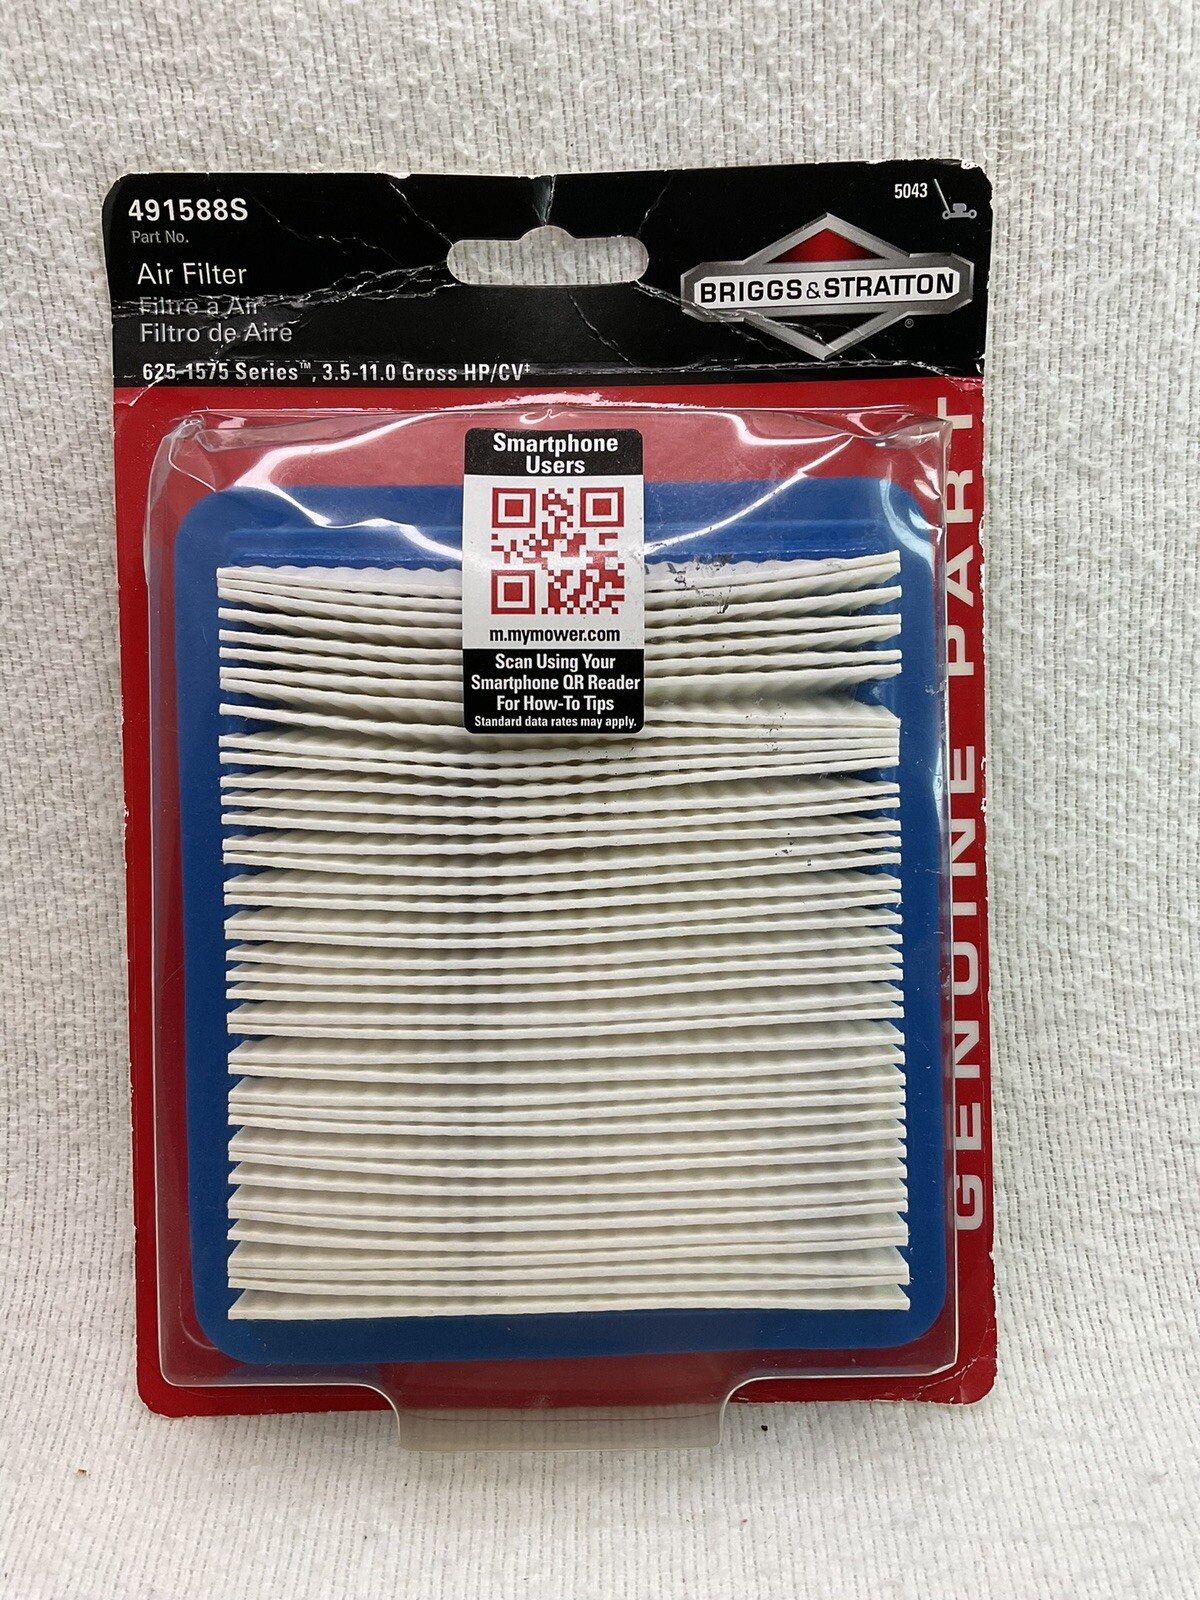 491588S
Part No.
Air Filter
Filtre à Air
Filtro de Aire
625-1575 Series™, 3.5-11.0 Gross HP/CV‡
5043
BRIGGS & STRATTON
®
Smartphone
Users
m.mymower.com
Scan Using Your
Smartphone QR Reader
For How-To Tips
Standard data rates may apply.
GENUINE PART